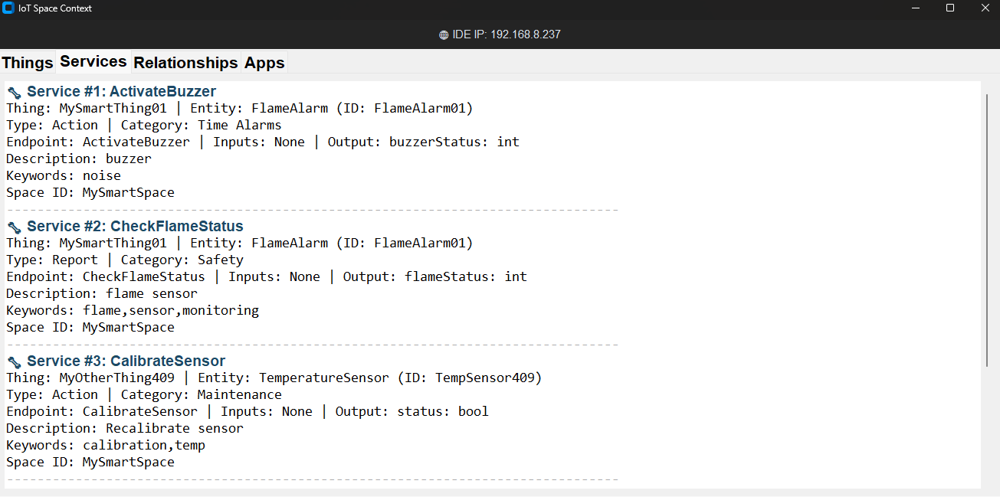 IoT Space Context
IDE IP: 192.168.8.237
Things Services Relationships Apps
Service #1: ActivateBuzzer
Thing: MySmartThing01 | Entity: FlameAlarm (ID: FlameAlarm01)
Type: Action | Category: Time Alarms
Endpoint: ActivateBuzzer | Inputs: None | Output: buzzerStatus: int
Description: buzzer
Keywords: noise
Space ID: MySmartSpace
--------------------------------------------------------------------------------
Service #2: CheckFlameStatus
Thing: MySmartThing01 | Entity: FlameAlarm (ID: FlameAlarm01)
Type: Report | Category: Safety
Endpoint: CheckFlameStatus | Inputs: None | Output: flameStatus: int
Description: flame sensor
Keywords: flame,sensor,monitoring
Space ID: MySmartSpace
--------------------------------------------------------------------------------
Service #3: CalibrateSensor
Thing: MyOtherThing409 | Entity: TemperatureSensor (ID: TempSensor409)
Type: Action | Category: Maintenance
Endpoint: CalibrateSensor | Inputs: None | Output: status: bool
Description: Recalibrate sensor
Keywords: calibration,temp
Space ID: MySmartSpace
--------------------------------------------------------------------------------